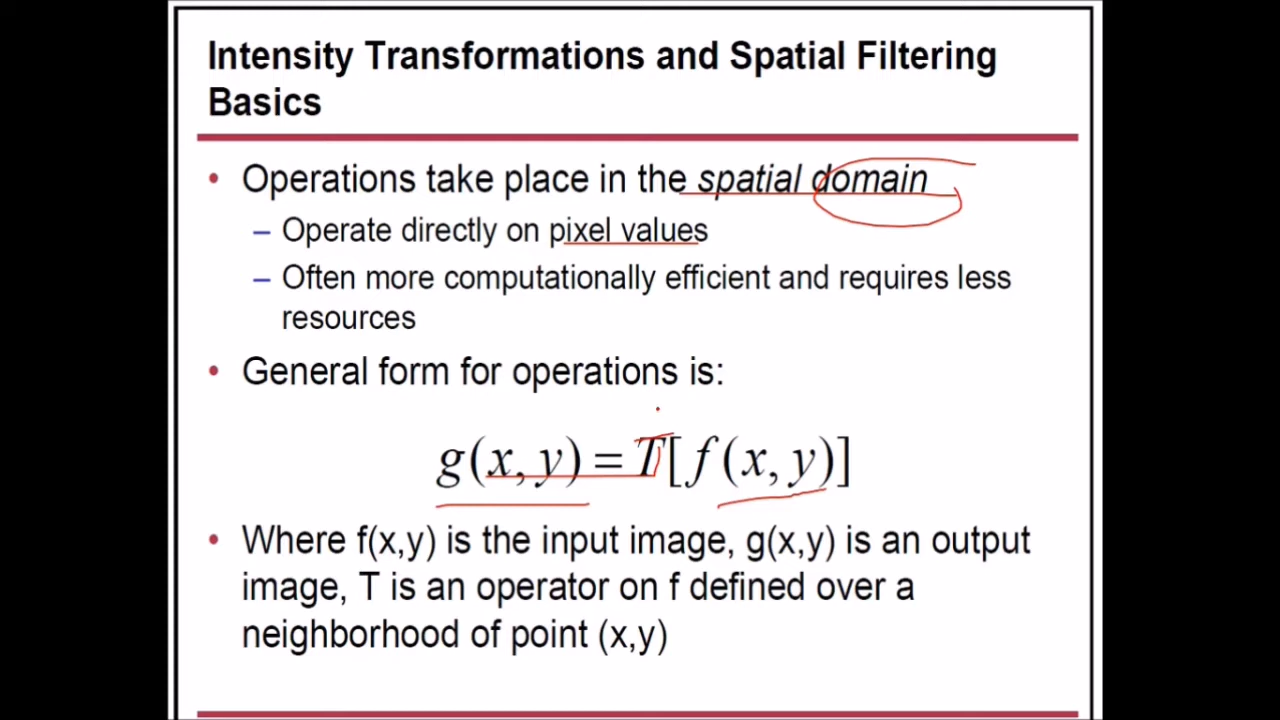 Intensity Transformations and Spatial Filtering
Basics
• Operations take place in the spatial domain
– Operate directly on pixel values
– Often more computationally efficient and requires less
resources
• General form for operations is:
g(x, y) = T[f(x, y)]
• Where f(x,y) is the input image, g(x,y) is an output
image, T is an operator on f defined over a
neighborhood of point (x,y)